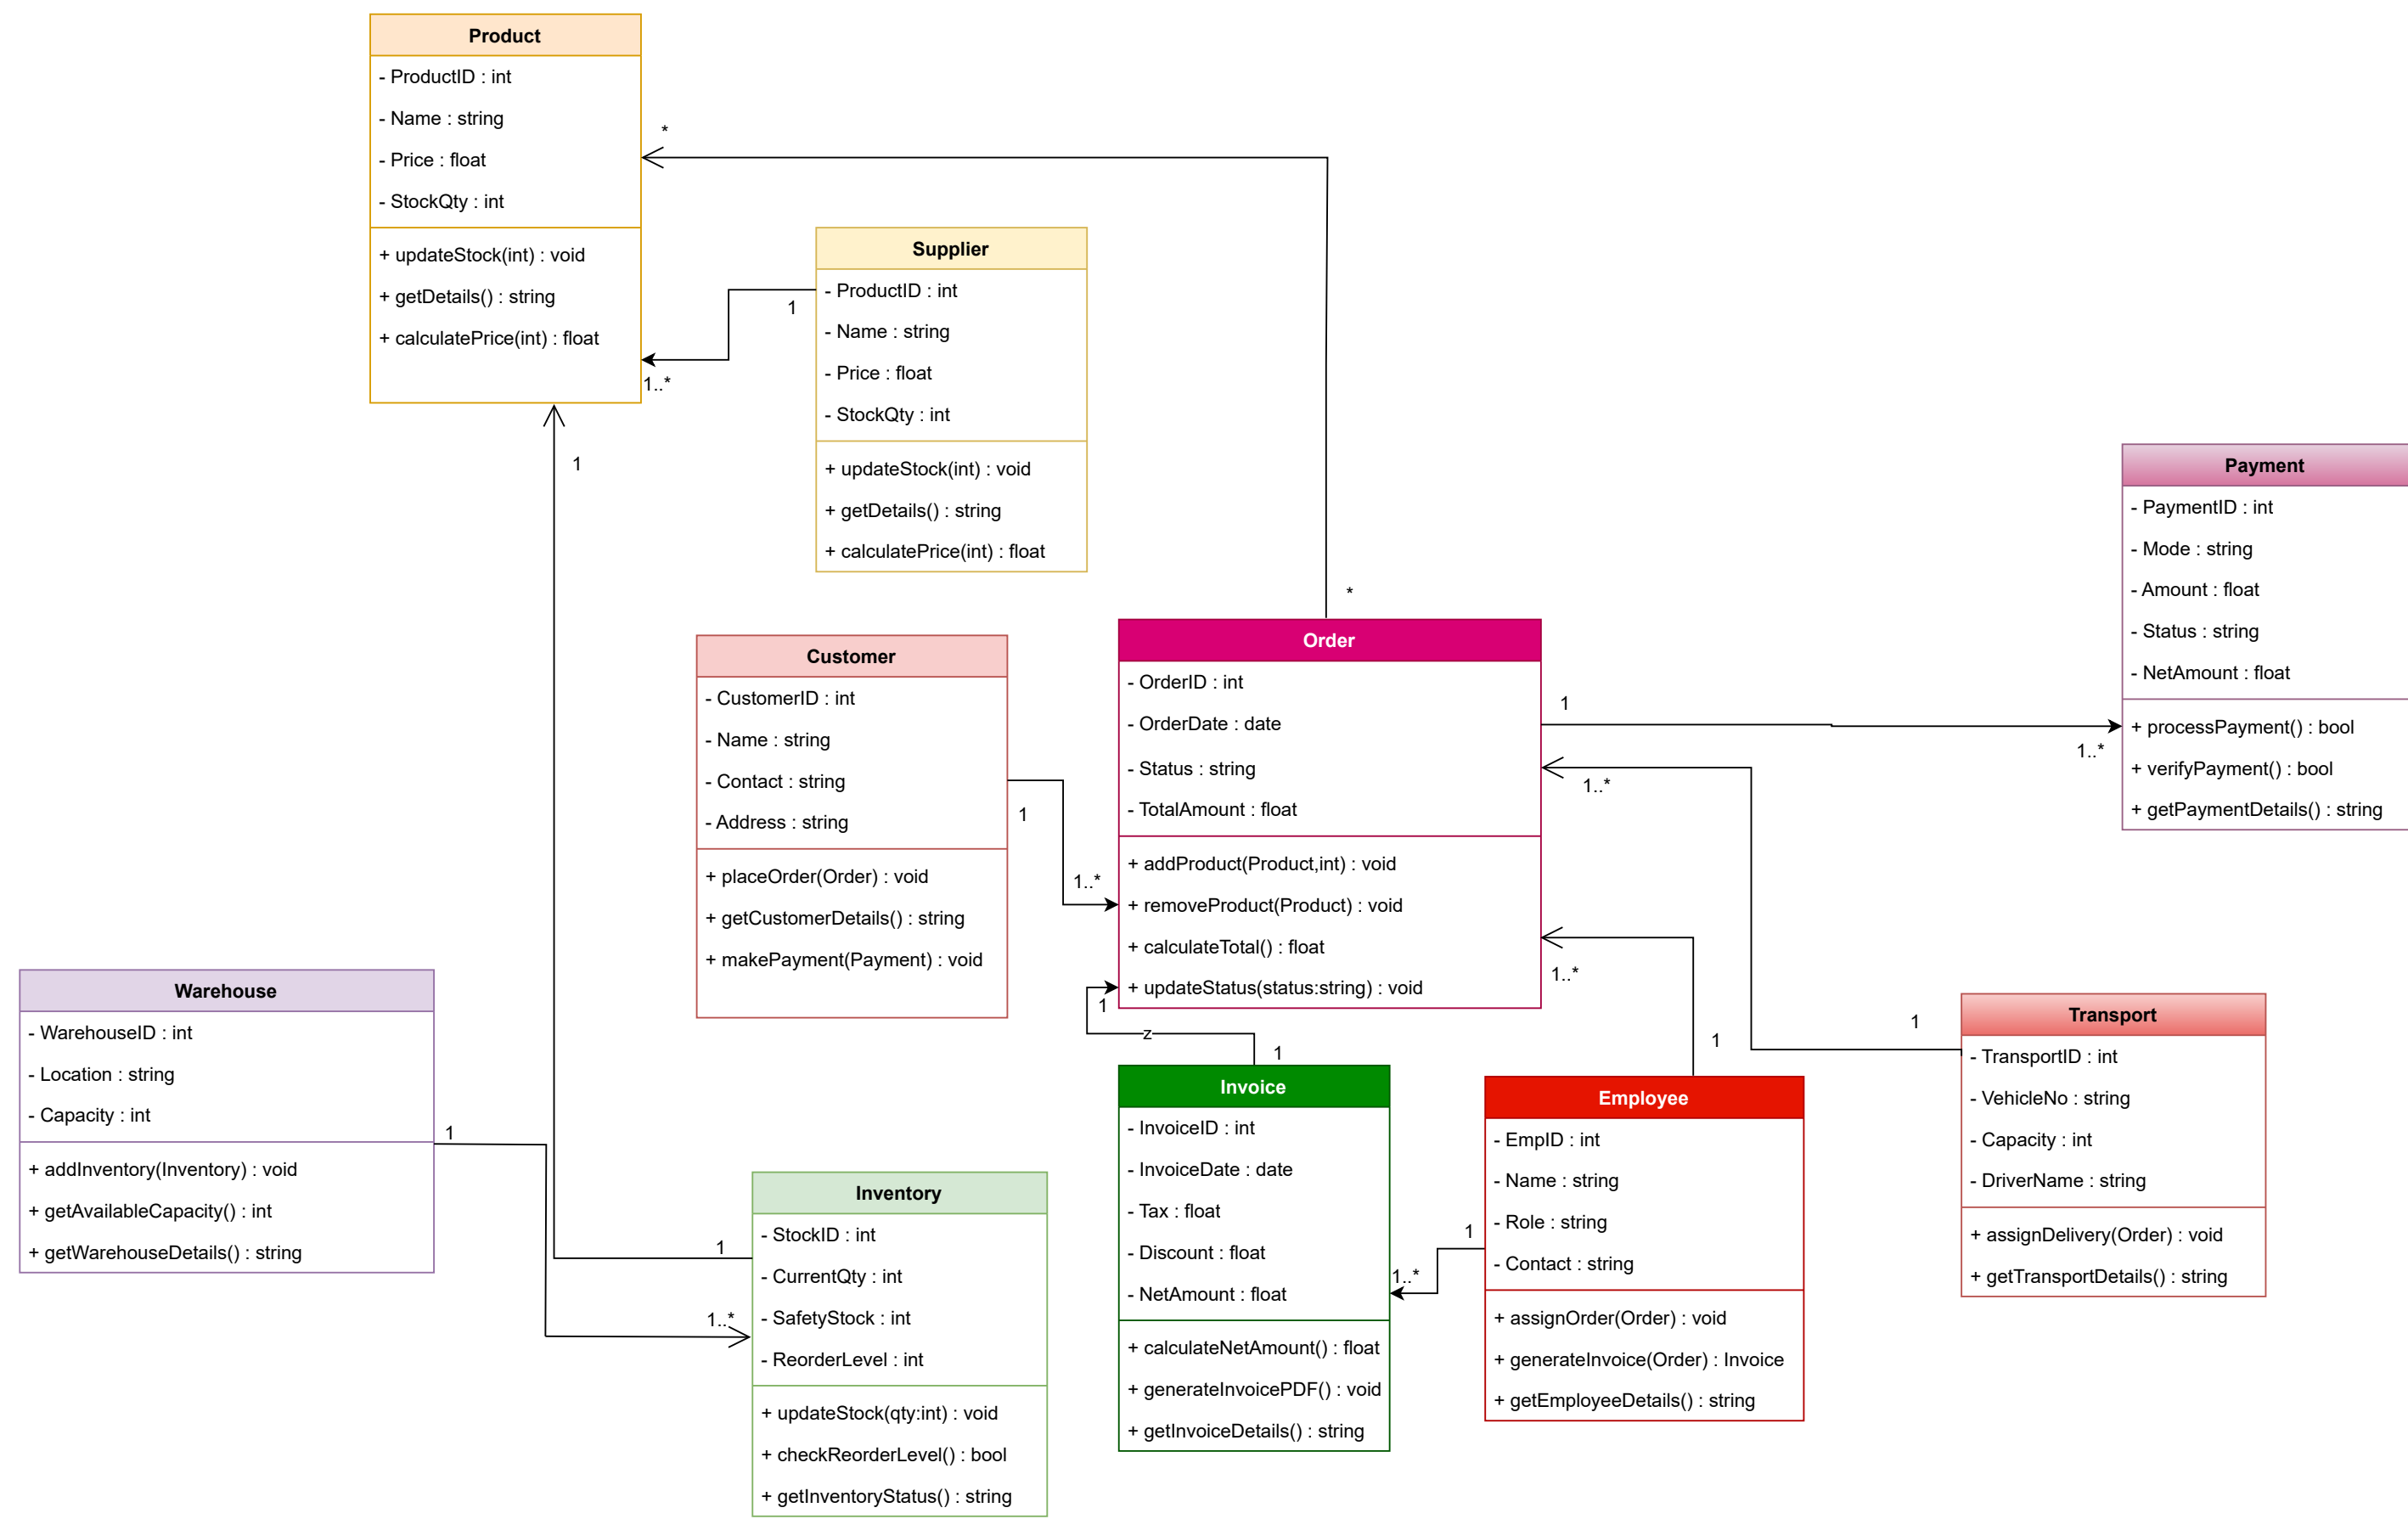 Product
- ProductID : int
- Name : string
- Price : float
- StockQty : int
+ updateStock(int) : void
+ getDetails() : string
+ calculatePrice(int) : float
*
1..*
1
1
Supplier
- ProductID : int
- Name : string
- Price : float
- StockQty : int
+ updateStock(int) : void
+ getDetails() : string
+ calculatePrice(int) : float
Payment
- PaymentID : int
- Mode : string
- Amount : float
- Status : string
- NetAmount : float
+ processPayment() : bool
+ verifyPayment() : bool
+ getPaymentDetails() : string
1..*
Customer
- CustomerID : int
- Name : string
- Contact : string
- Address : string
+ placeOrder(Order) : void
+ getCustomerDetails() : string
+ makePayment(Payment) : void
1
1..*
*
Order
- OrderID : int
- OrderDate : date
- Status : string
- TotalAmount : float
+ addProduct(Product,int) : void
+ removeProduct(Product) : void
+ calculateTotal() : float
+ updateStatus(status:string) : void
1
1..*
1..*
1
z
1
Warehouse
- WarehouseID : int
- Location : string
- Capacity : int
+ addInventory(Inventory) : void
+ getAvailableCapacity() : int
+ getWarehouseDetails() : string
1
1
1..*
Inventory
- StockID : int
- CurrentQty : int
- SafetyStock : int
- ReorderLevel : int
+ updateStock(qty:int) : void
+ checkReorderLevel() : bool
+ getInventoryStatus() : string
Invoice
- InvoiceID : int
- InvoiceDate : date
- Tax : float
- Discount : float
- NetAmount : float
+ calculateNetAmount() : float
+ generateInvoicePDF() : void
+ getInvoiceDetails() : string
1..*
1
1
Employee
- EmpID : int
- Name : string
- Role : string
- Contact : string
+ assignOrder(Order) : void
+ generateInvoice(Order) : Invoice
+ getEmployeeDetails() : string
1
Transport
- TransportID : int
- VehicleNo : string
- Capacity : int
- DriverName : string
+ assignDelivery(Order) : void
+ getTransportDetails() : string